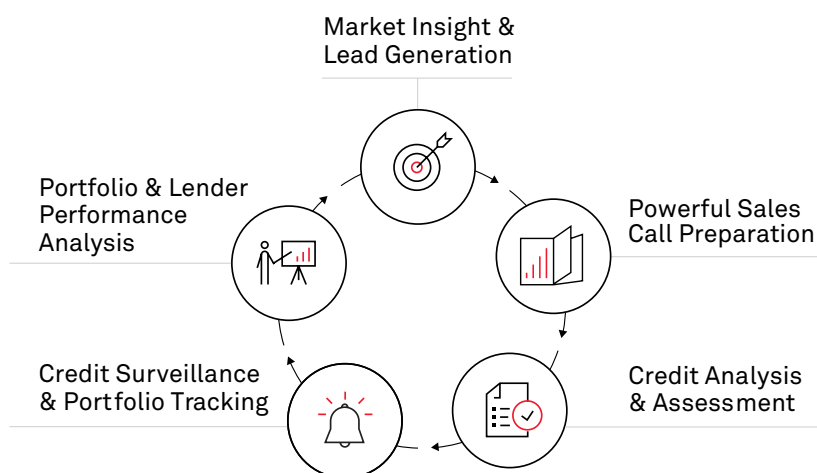 Market Insight &
Lead Generation
Portfolio & Lender
Performance
Analysis
Powerful Sales
Call Preparation
Credit Surveillance
& Portfolio Tracking
Credit Analysis
& Assessment